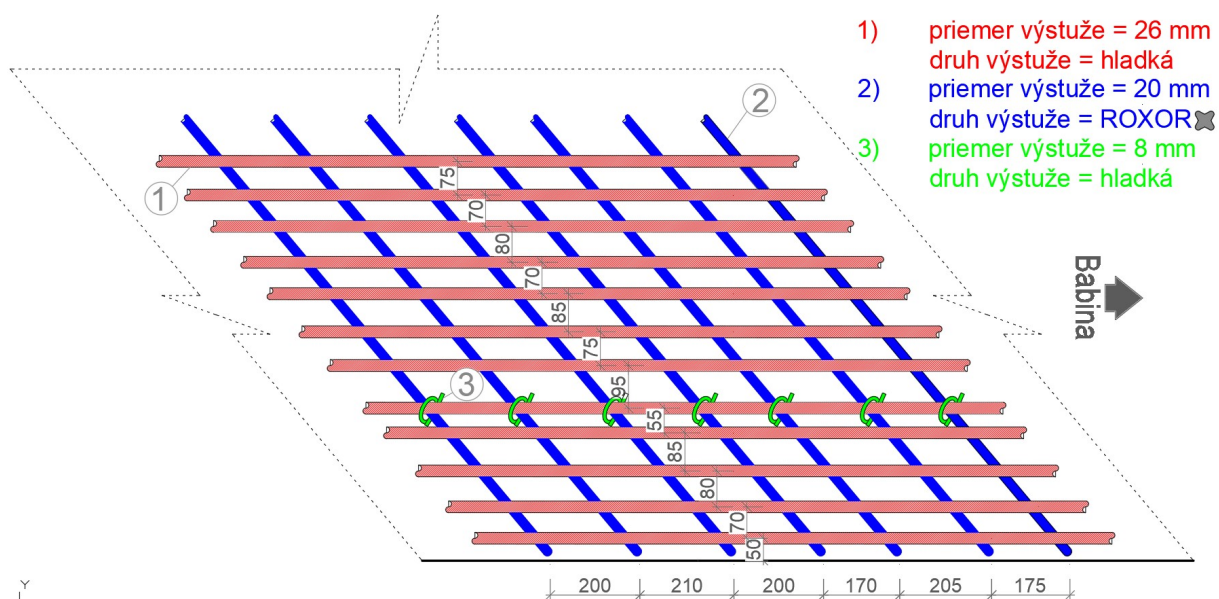 1) priemer výstuže = 26 mm
druh výstuže = hladká
2) priemer výstuže = 20 mm
druh výstuže = ROXOR
3) priemer výstuže = 8 mm
druh výstuže = hladká
2
1
75
70
80
70
85
75
95
3
55
85
80
70
50
Babina
200 210 200 170 205 175
Y